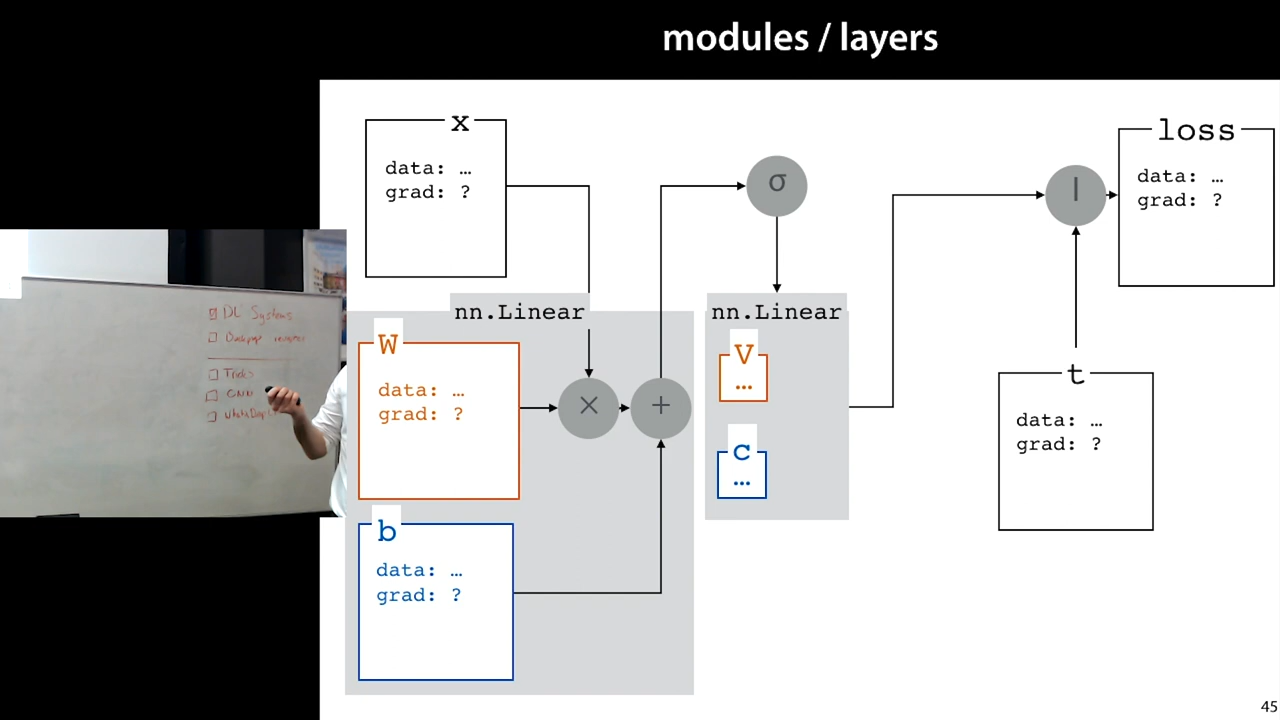 modules / layers
x
data: …
grad: ?
nn.Linear
W
data: …
grad: ?
×
+
b
data: …
grad: ?
σ
nn.Linear
V
…
c
…
l
loss
data: …
grad: ?
t
data: …
grad: ?
DL Systems
Tricks
45